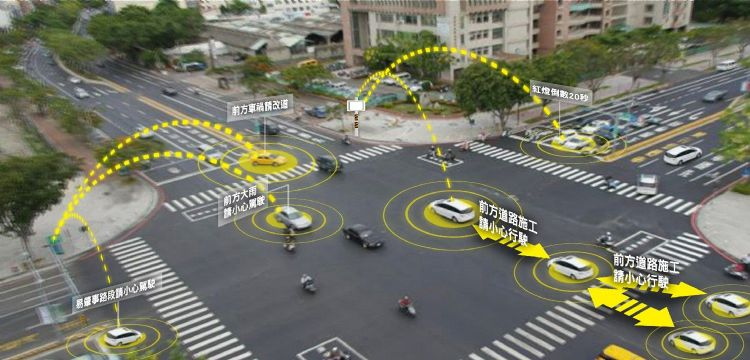 紅燈倒數20秒
前方車禍請改道
前方大雨
請小心駕駛
前方道路施工
請小心行駛
前方道路施工
請小心行駛
易肇事路段請小心駕駛